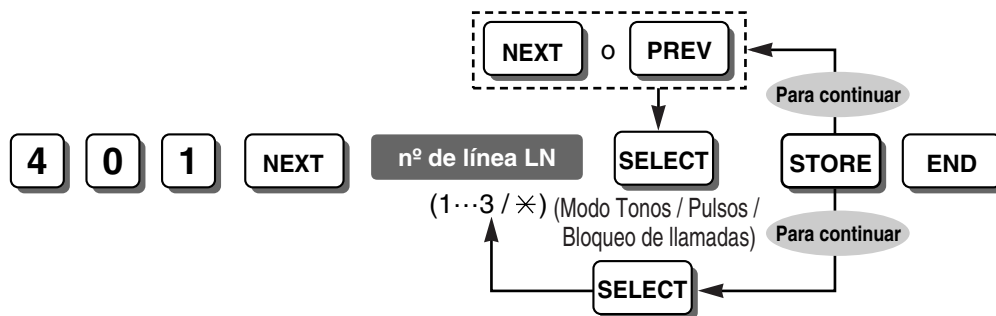 NEXT o PREV
Para continuar
4 0 1 NEXT nº de línea LN SELECT STORE END
(1···3 / ✳) (Modo Tonos / Pulsos /
Bloqueo de llamadas)
Para continuar
SELECT